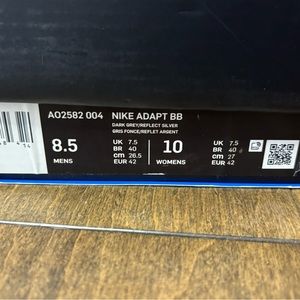 AO2582 004 NIKE ADAPT BB
DARK GREY/REFLECT SILVER
GRIS FONCE/REFLET ARGENT
8.5
MENS
UK 7.5
BR 40
cm 26.5
EUR 42
10
WOMENS
UK 7.5
BR 40
cm 27
EUR 42